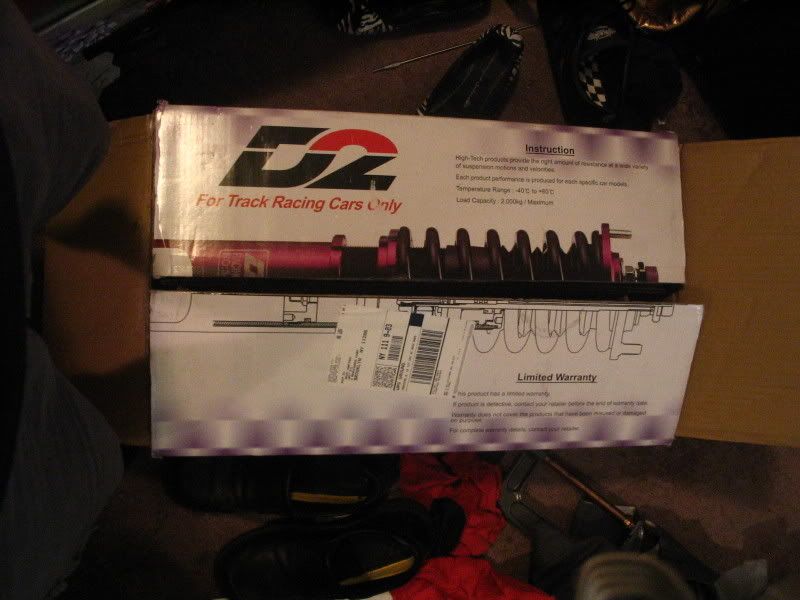 D2
For Track Racing Cars Only
Instruction
High-Tech products provide the right amount of resistance at a wide variety
of suspension motions and velocities.
Each product performance is produced for each specific car models.
Temperature Range : -40°C to +80°C
Load Capacity : 2,000kg / Maximum
NY 111 9-03
Limited Warranty
This product has a limited warranty.
If product is defective, contact your retailer before the end of warranty date.
Warranty does not cover the products that have been misused or damaged
on purpose.
For complete warranty details, contact your retailer.